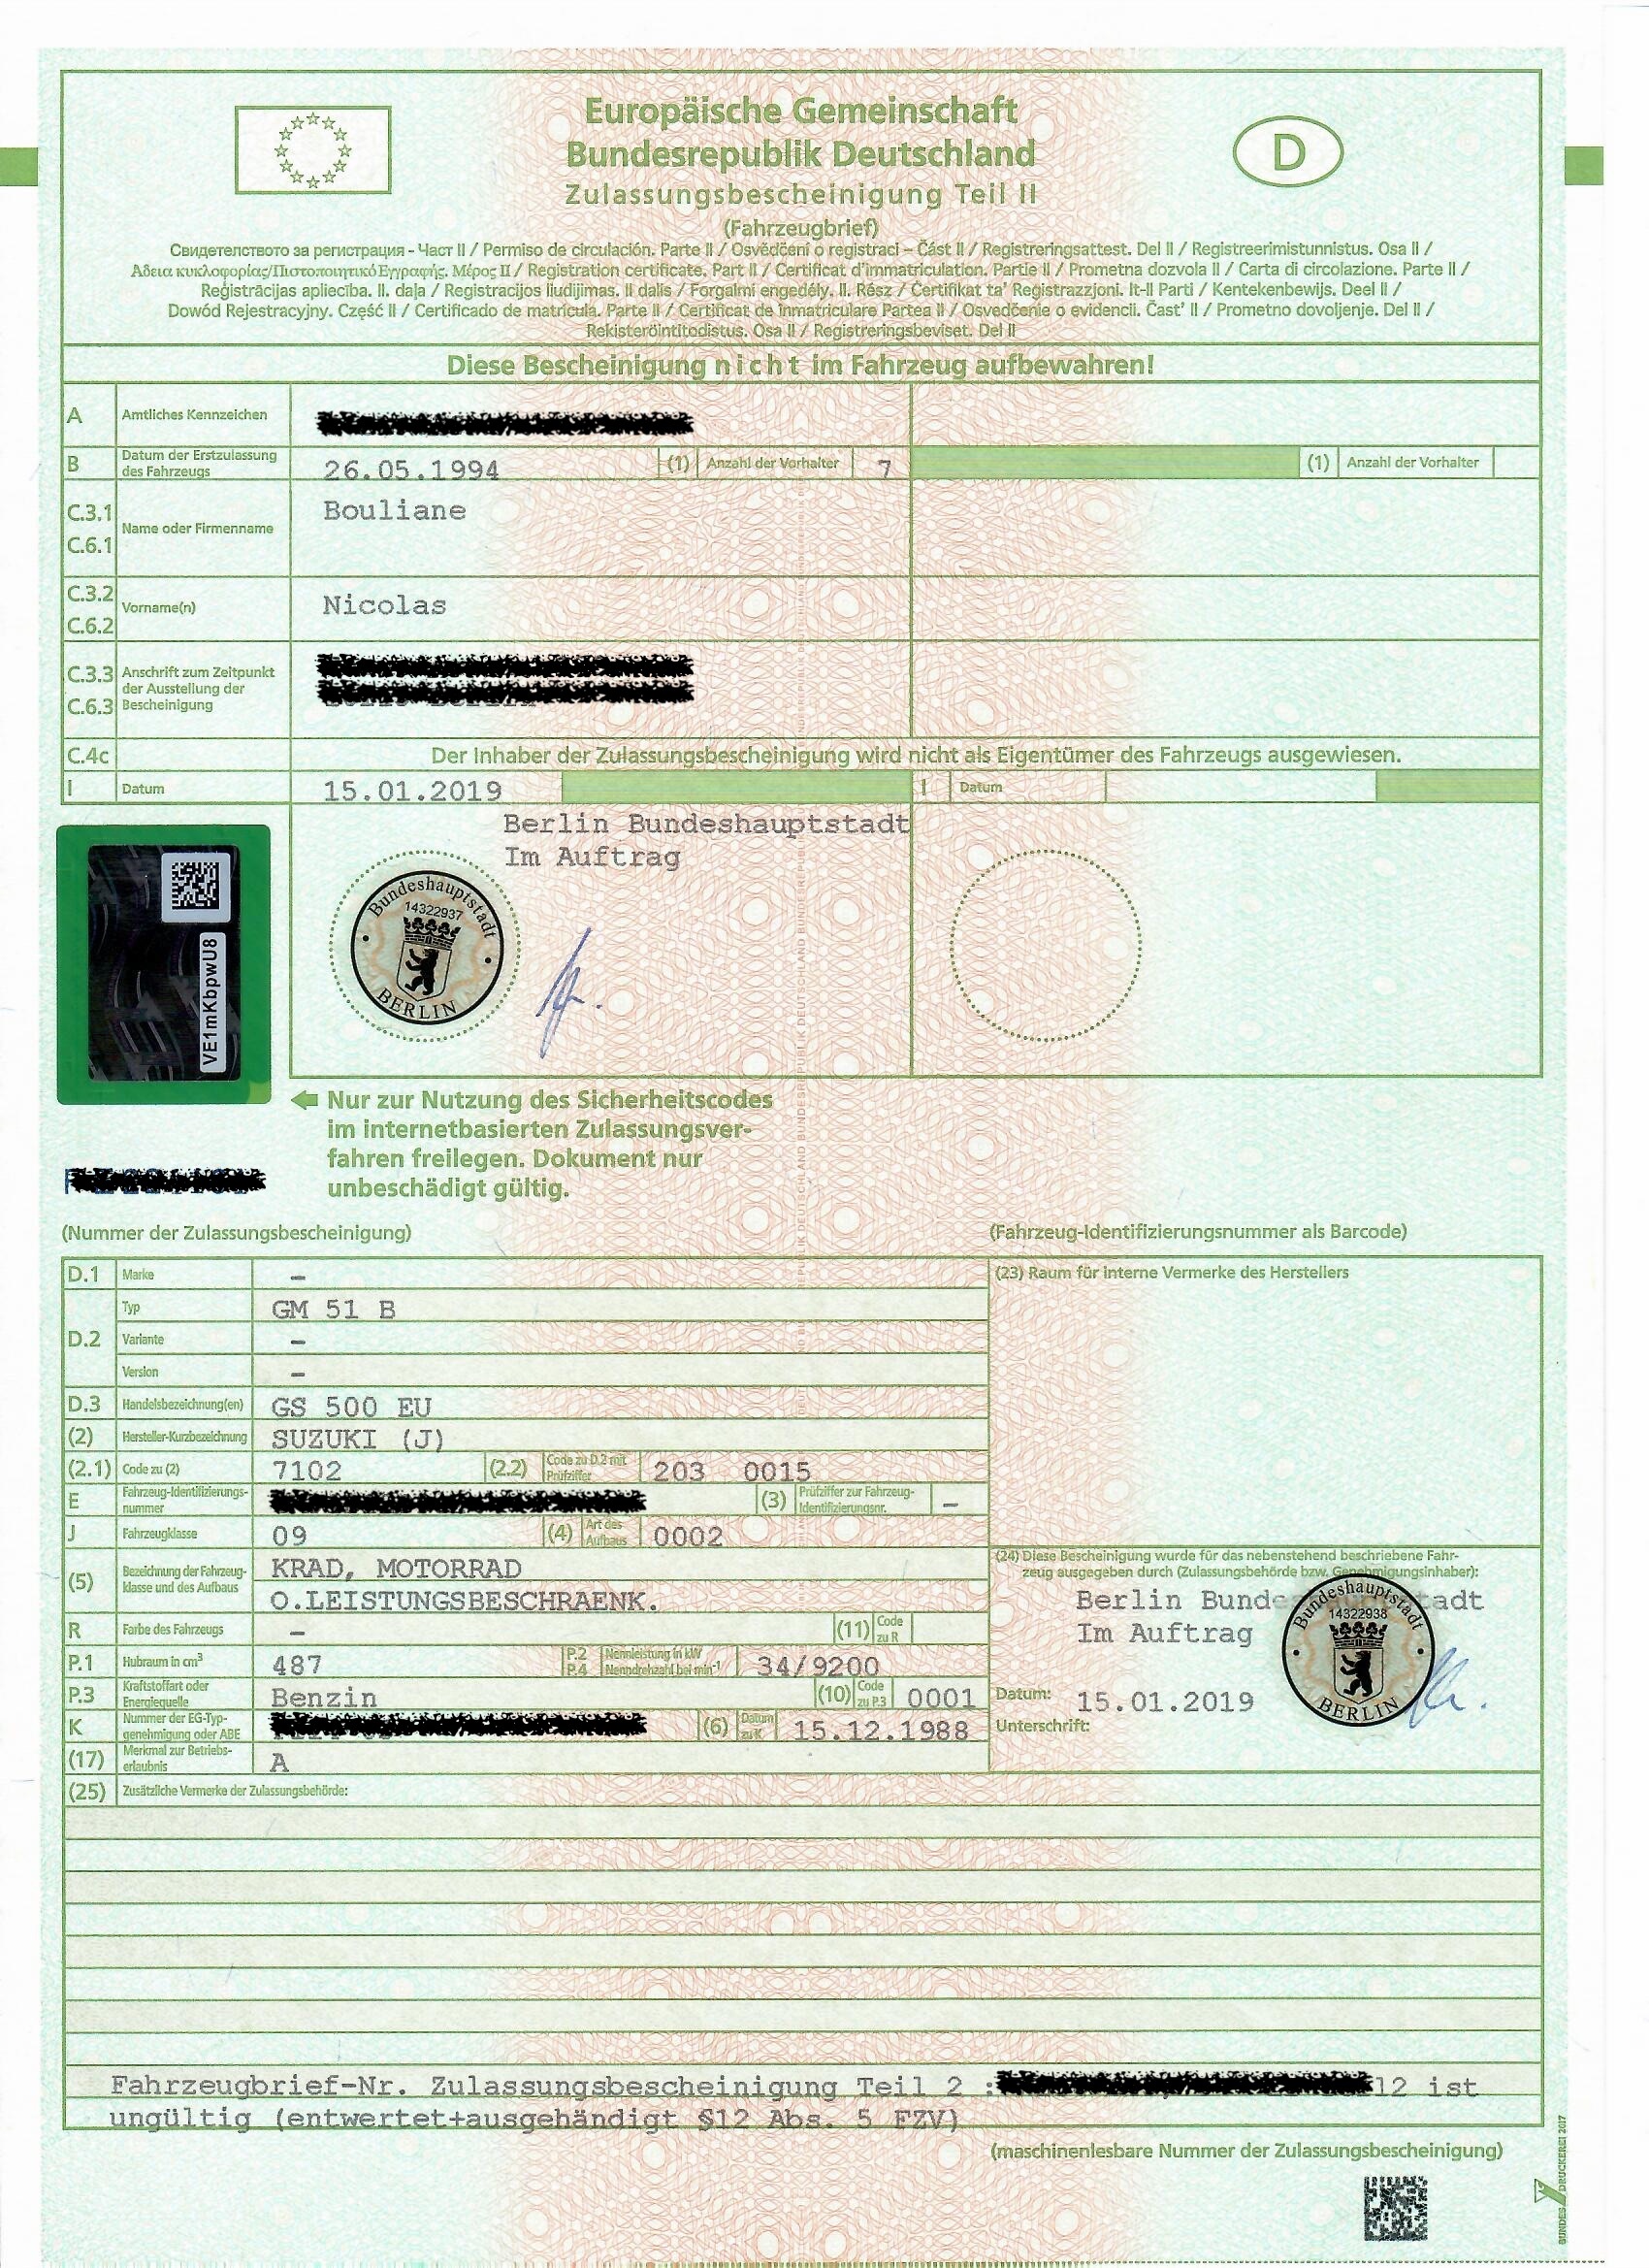 Europäische Gemeinschaft
Bundesrepublik Deutschland
D
Zulassungsbescheinigung Teil II
(Fahrzeugbrief)
Свидетелството за регистрация - Част II / Permiso de circulación. Parte II / Osvědčení o registraci – Část II / Registreringsattest. Del II / Registreerimistunnistus. Osa II /
Άδεια κυκλοφορίας/Πιστοποιητικό Εγγραφής. Μέρος II / Registration certificate. Part II / Certificat d'immatriculation. Partie II / Prometna dozvola II / Carta di circolazione. Parte II /
Reģistrācijas apliecība. II. daļa / Registracijos liudijimas. II dalis / Forgalmi engedély. II. Rész / Ċertifikat ta' Reġistrazzjoni. It-II Parti / Kentekenbewijs. Deel II /
Dowód Rejestracyjny. Część II / Certificado de matrícula. Parte II / Certificat de înmatriculare Partea II / Osvedčenie o evidencii. Časť II / Prometno dovoljenje. Del II /
Rekisteröintitodistus. Osa II / Registreringsbeviset. Del II
Diese Bescheinigung nicht im Fahrzeug aufbewahren!
A Amtliches Kennzeichen
B Datum der Erstzulassung des Fahrzeugs 26.05.1994 (1) Anzahl der Vorhalter 7 (1) Anzahl der Vorhalter
C.3.1 Bouliane
Name oder Firmenname
C.6.1
C.3.2
Vorname(n) Nicolas
C.6.2
C.3.3 Anschrift zum Zeitpunkt
der Ausstellung der
C.6.3 Bescheinigung
C.4c Der Inhaber der Zulassungsbescheinigung wird nicht als Eigentümer des Fahrzeugs ausgewiesen.
I Datum 15.01.2019 I Datum
Berlin Bundeshauptstadt
Im Auftrag
Bundeshauptstadt
14322937
BERLIN
VE1mKbpwU8
Nur zur Nutzung des Sicherheitscodes
im internetbasierten Zulassungsver-
fahren freilegen. Dokument nur
unbeschädigt gültig.
(Nummer der Zulassungsbescheinigung) (Fahrzeug-Identifizierungsnummer als Barcode)
D.1 Marke –
D.2 Typ GM 51 B
Variante –
Version –
D.3 Handelsbezeichnung(en) GS 500 EU
(2) Hersteller-Kurzbezeichnung SUZUKI (J)
(2.1) Code zu (2) 7102 (2.2) Code zu D.2 mit Prüfziffer 203 0015
E Fahrzeug-Identifizierungs-nummer (3) Prüfziffer zur Fahrzeug-Identifizierungsnr. –
J Fahrzeugklasse 09 (4) Art des Aufbaus 0002
(5) Bezeichnung der Fahrzeug-klasse und des Aufbaus KRAD, MOTORRAD
O.LEISTUNGSBESCHRAENK.
R Farbe des Fahrzeugs – (11) Code zu R
P.1 Hubraum in cm³ 487 P.2 P.4 Nennleistung in kW Nenndrehzahl bei min⁻¹ 34/9200
P.3 Kraftstoffart oder Energiequelle Benzin (10) Code zu P.3 0001
K Nummer der EG-Typ-genehmigung oder ABE (6) Datum zu K 15.12.1988
(17) Merkmal zur Betriebs-erlaubnis A
(23) Raum für interne Vermerke des Herstellers
(24) Diese Bescheinigung wurde für das nebenstehend beschriebene Fahr-
zeug ausgegeben durch (Zulassungsbehörde bzw. Genehmigungsinhaber):
Berlin Bunde stadt
Im Auftrag
Bundeshauptstadt
14322938
BERLIN
Datum: 15.01.2019
Unterschrift:
(25) Zusätzliche Vermerke der Zulassungsbehörde:
Fahrzeugbrief-Nr. Zulassungsbescheinigung Teil 2 : 12 ist
ungültig (entwertet+ausgehändigt §12 Abs. 5 FZV)
(maschinenlesbare Nummer der Zulassungsbescheinigung)
BUNDESDRUCKEREI 2017